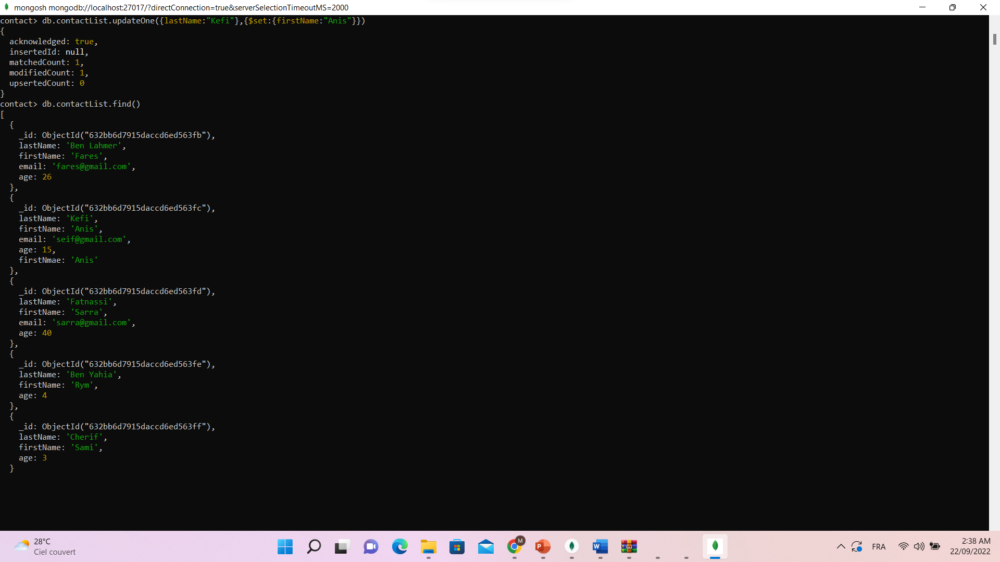 mongosh mongodb://localhost:27017/?directConnection=true&serverSelectionTimeoutMS=2000
contact> db.contactList.updateOne({lastName:"Kefi"},{$set:{firstName:"Anis"}})
{
  acknowledged: true,
  insertedId: null,
  matchedCount: 1,
  modifiedCount: 1,
  upsertedCount: 0
}
contact> db.contactList.find()
[
  {
    _id: ObjectId("632bb6d7915daccd6ed563fb"),
    lastName: 'Ben Lahmer',
    firstName: 'Fares',
    email: 'fares@gmail.com',
    age: 26
  },
  {
    _id: ObjectId("632bb6d7915daccd6ed563fc"),
    lastName: 'Kefi',
    firstName: 'Anis',
    email: 'seif@gmail.com',
    age: 15,
    firstNmae: 'Anis'
  },
  {
    _id: ObjectId("632bb6d7915daccd6ed563fd"),
    lastName: 'Fatnassi',
    firstName: 'Sarra',
    email: 'sarra@gmail.com',
    age: 40
  },
  {
    _id: ObjectId("632bb6d7915daccd6ed563fe"),
    lastName: 'Ben Yahia',
    firstName: 'Rym',
    age: 4
  },
  {
    _id: ObjectId("632bb6d7915daccd6ed563ff"),
    lastName: 'Cherif',
    firstName: 'Sami',
    age: 3
  }
28°C
Ciel couvert
M
P
W
FRA
2:38 AM
22/09/2022